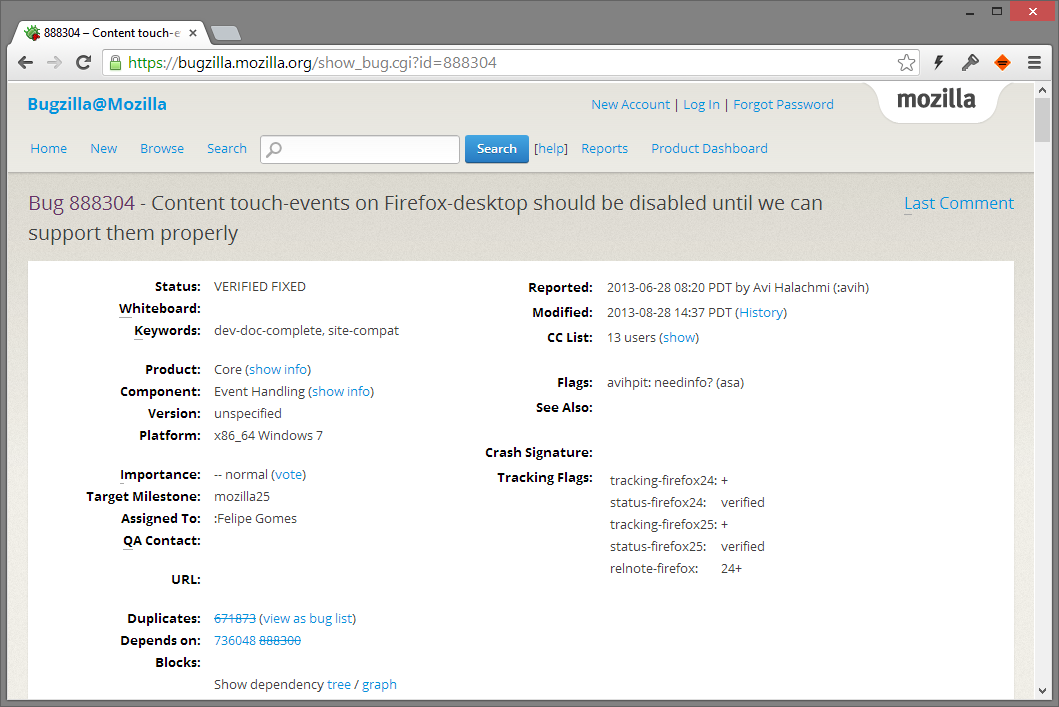 888304 – Content touch-e
https://bugzilla.mozilla.org/show_bug.cgi?id=888304
Bugzilla@Mozilla
New Account | Log In | Forgot Password
mozilla
Home New Browse Search Search [help] Reports Product Dashboard
Bug 888304 - Content touch-events on Firefox-desktop should be disabled until we can
support them properly
Last Comment
Status: VERIFIED FIXED
Whiteboard:
Keywords: dev-doc-complete, site-compat
Product: Core (show info)
Component: Event Handling (show info)
Version: unspecified
Platform: x86_64 Windows 7
Importance: -- normal (vote)
Target Milestone: mozilla25
Assigned To: :Felipe Gomes
QA Contact:
URL:
Duplicates: 671873 (view as bug list)
Depends on: 736048 888300
Blocks:
Show dependency tree / graph
Reported: 2013-06-28 08:20 PDT by Avi Halachmi (:avih)
Modified: 2013-08-28 14:37 PDT (History)
CC List: 13 users (show)
Flags: avihpit: needinfo? (asa)
See Also:
Crash Signature:
Tracking Flags: tracking-firefox24: +
status-firefox24: verified
tracking-firefox25: +
status-firefox25: verified
relnote-firefox: 24+